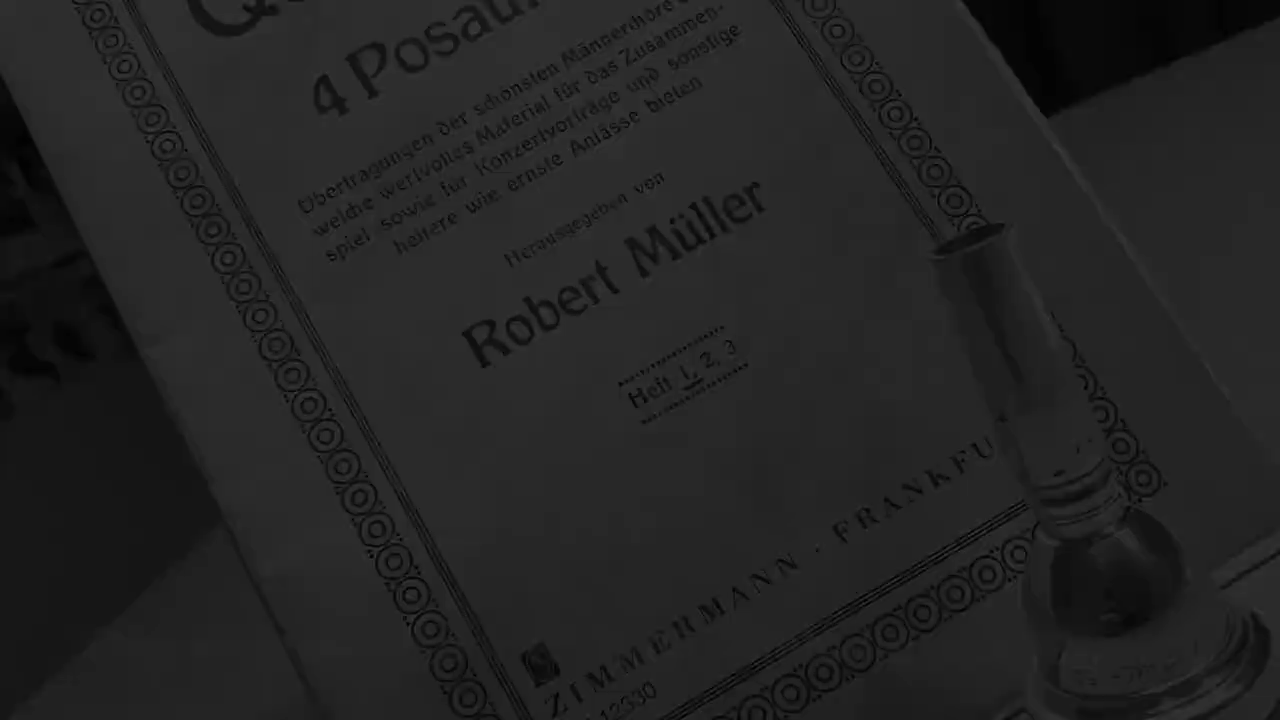 4 Posau
Übertragungen der schönsten Männerchöre
welche wertvolles Material für das Zusammen-
spiel sowie für Konzertvorträge und sonstige
heitere wie ernste Anlässe bieten
Herausgegeben von
Robert Müller
Heft 1, 2, 3
ZIMMERMANN · FRANKFU
12330